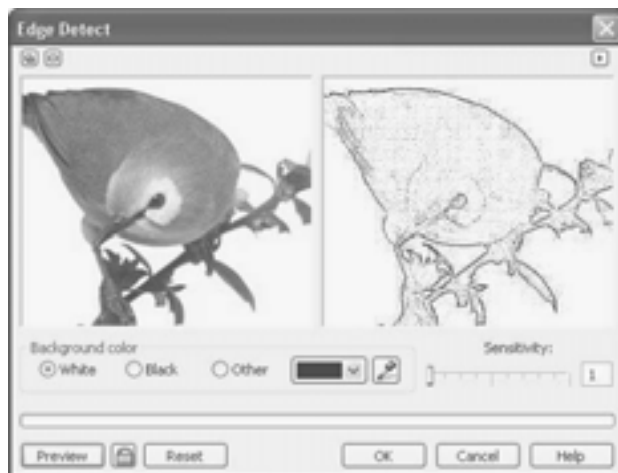 Edge Detect
Background color
White Black Other
Sensitivity:
1
Preview Reset OK Cancel Help